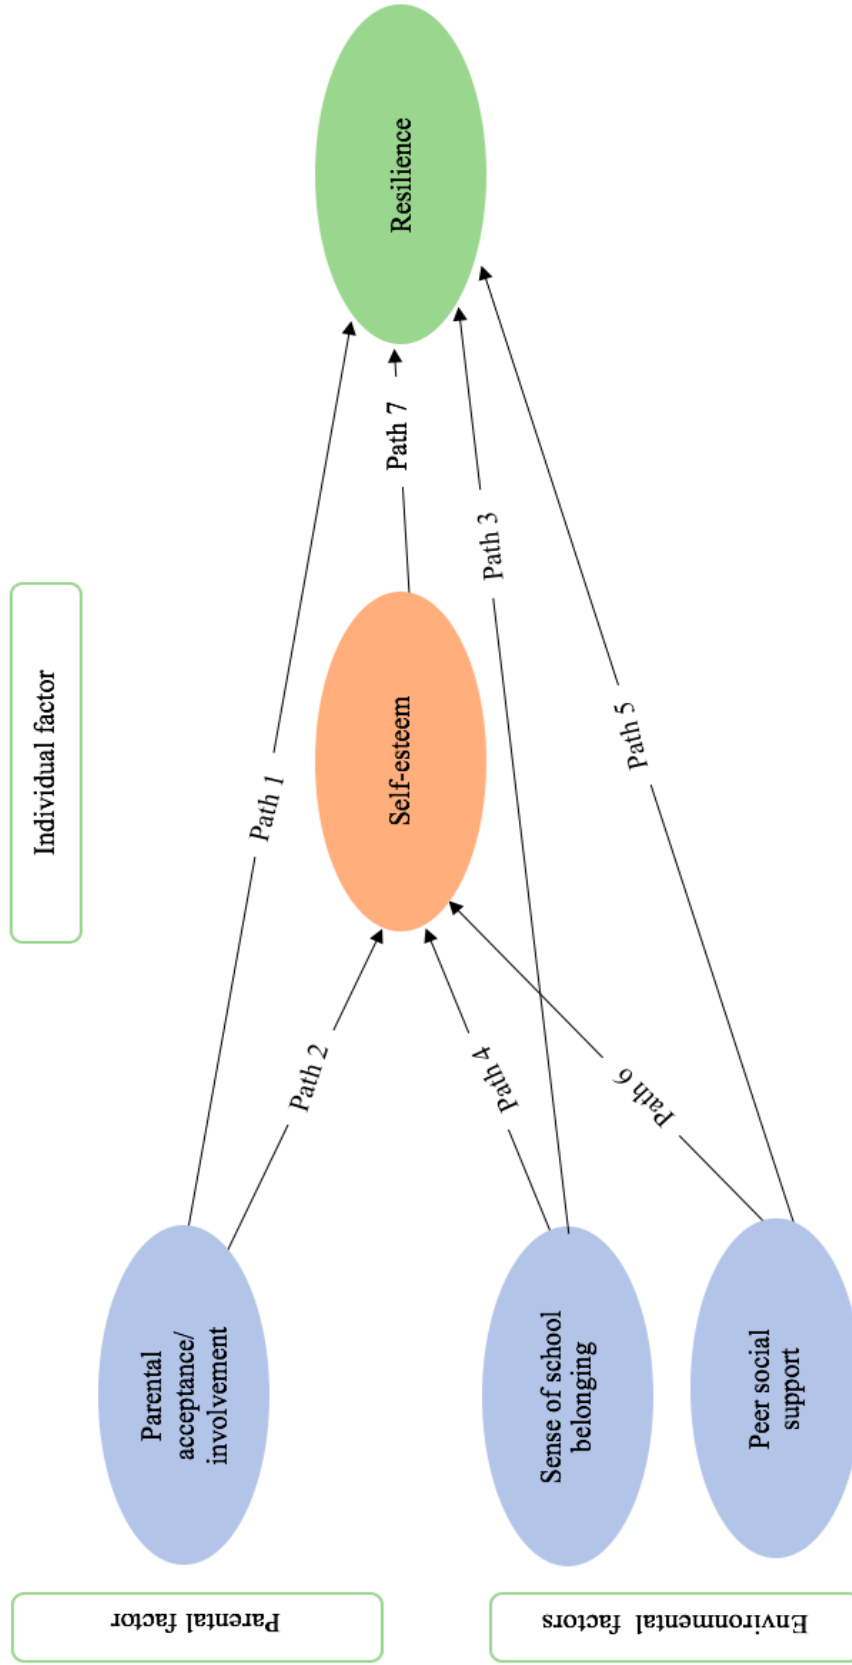 Individual factor
Parental factor
Parental
acceptance/
involvement
Path 1
Path 2
Self-esteem
Path 7
Resilience
Environmental factors
Sense of school
belonging
Path 4
Path 3
Peer social
support
Path 6
Path 5